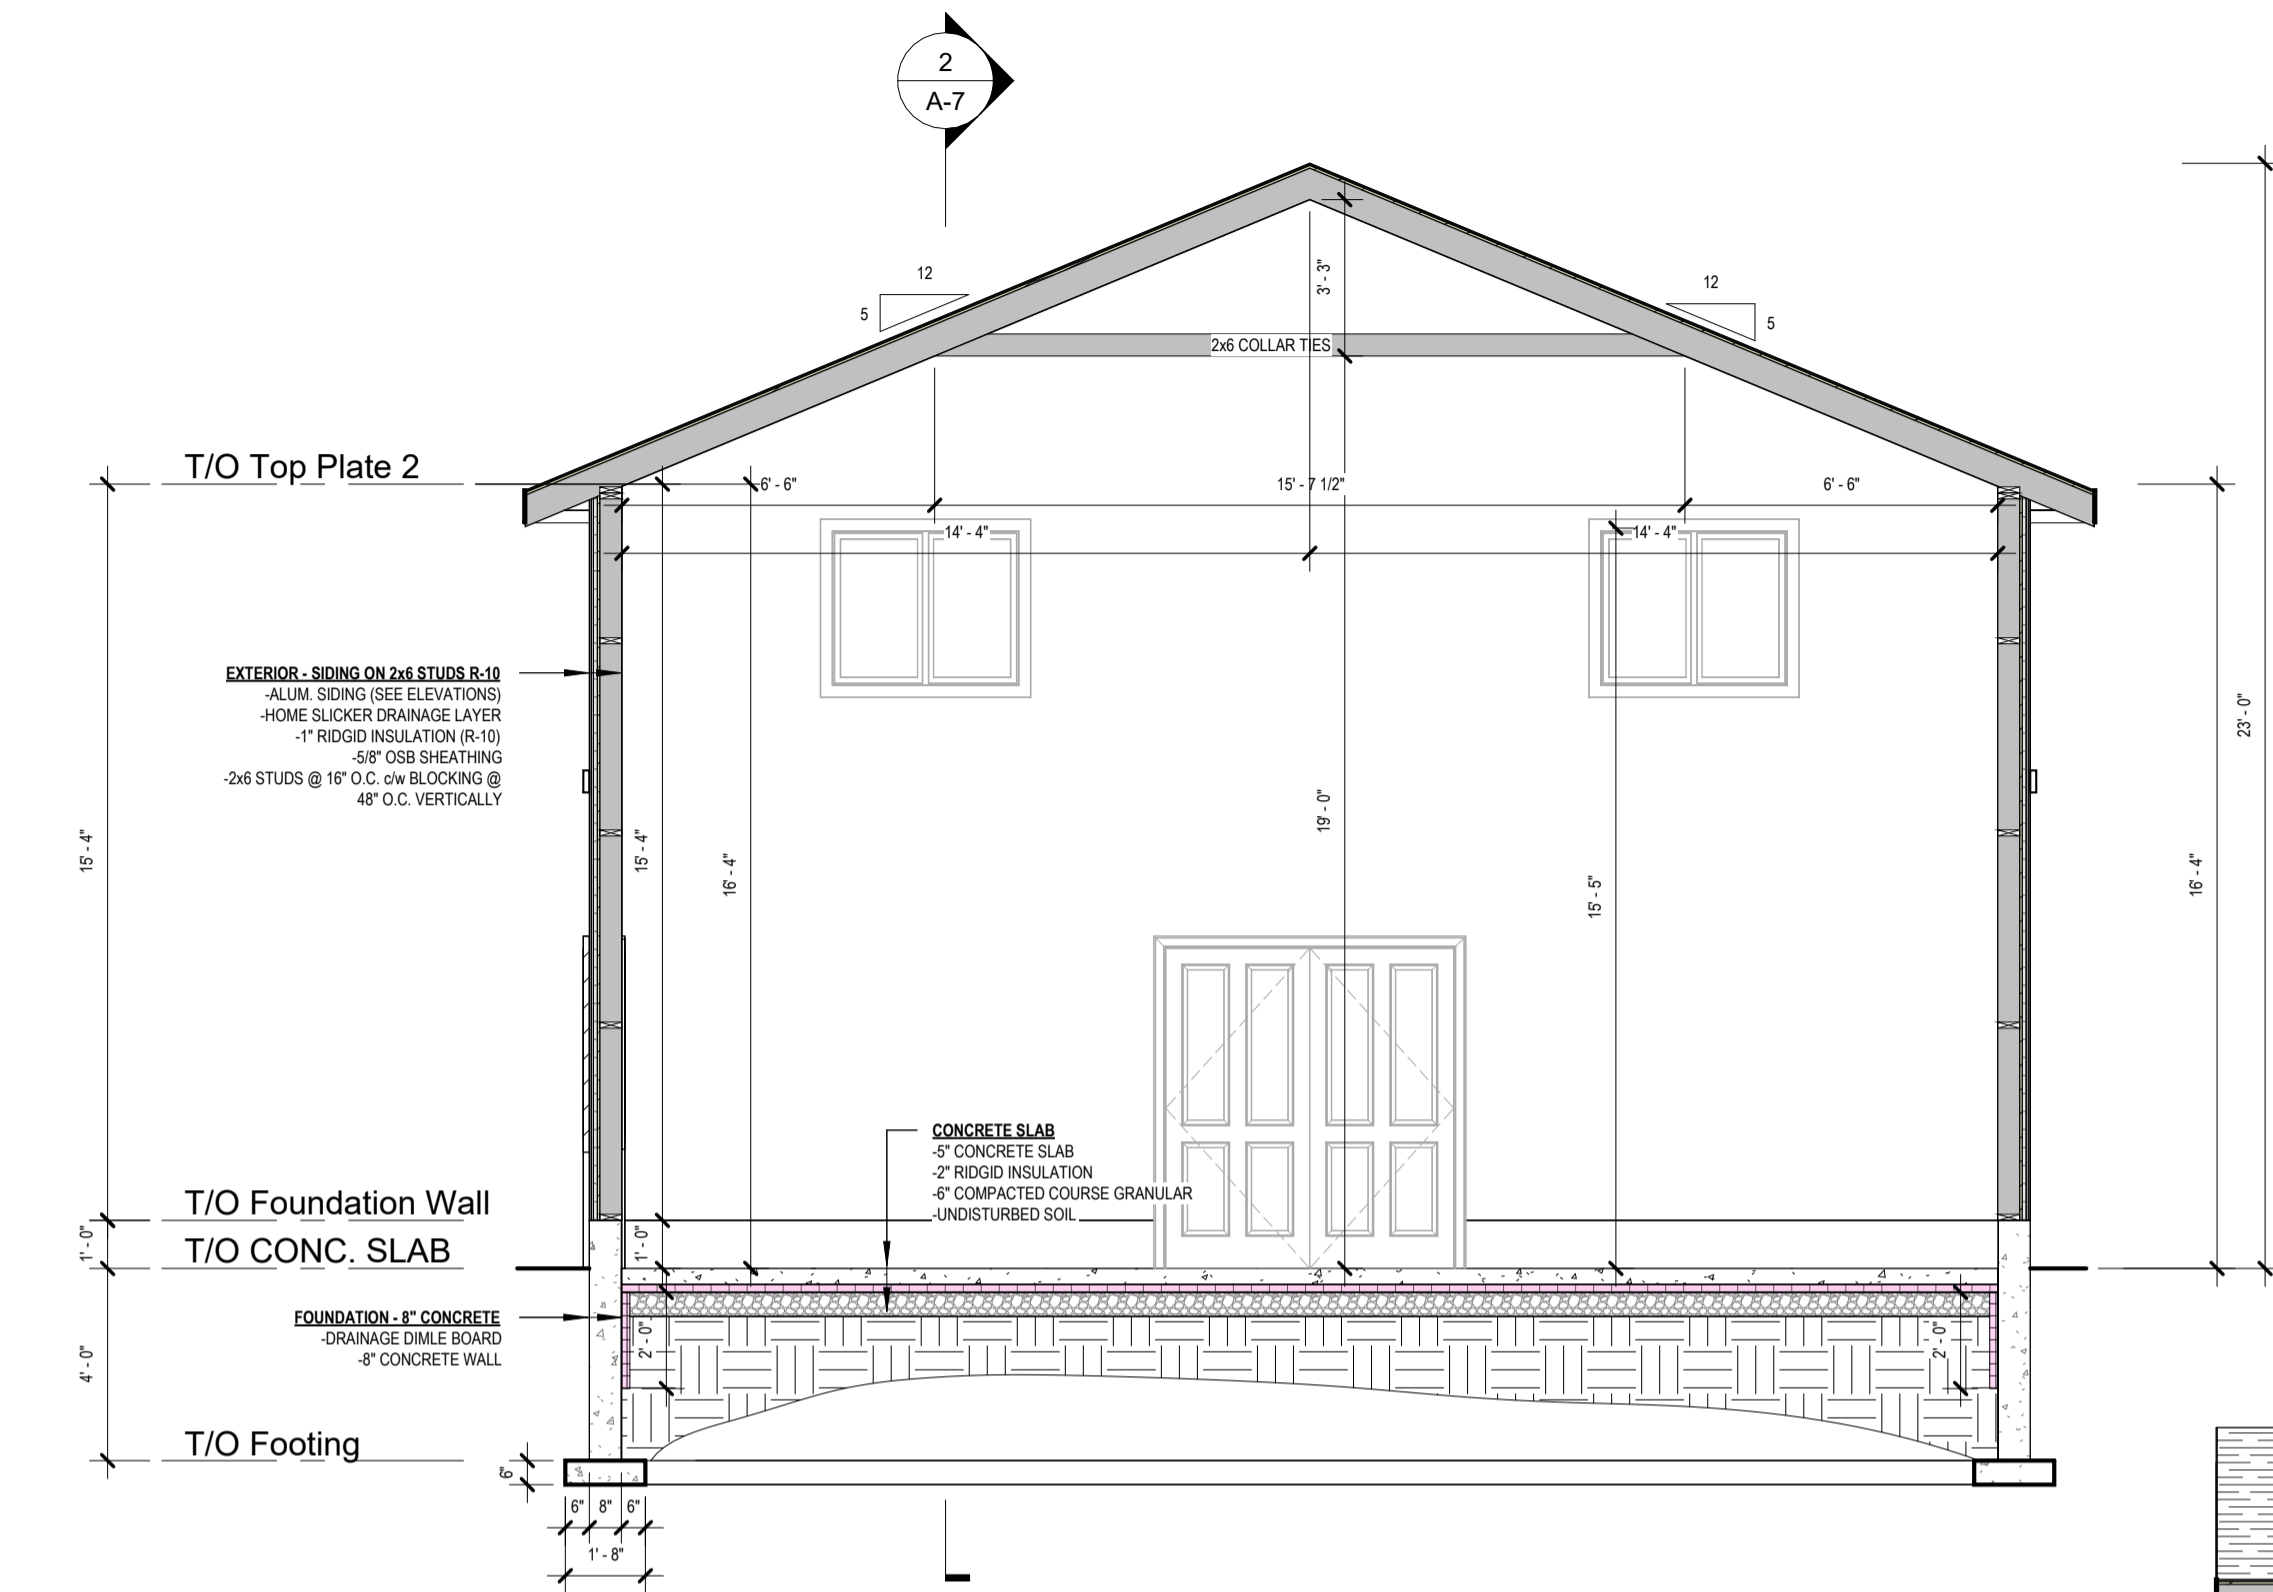 2
A-7
12
5
12
5
3' - 3"
2x6 COLLAR TIES
T/O Top Plate 2
6' - 6"
15' - 7 1/2"
6' - 6"
14' - 4"
14' - 4"
EXTERIOR - SIDING ON 2x6 STUDS R-10
-ALUM. SIDING (SEE ELEVATIONS)
-HOME SLICKER DRAINAGE LAYER
-1" RIDGID INSULATION (R-10)
-5/8" OSB SHEATHING
-2x6 STUDS @ 16" O.C. c/w BLOCKING @
48" O.C. VERTICALLY
23' - 0"
15' - 4"
15' - 4"
16' - 4"
19' - 0"
15' - 5"
16' - 4"
CONCRETE SLAB
-5" CONCRETE SLAB
-2" RIDGID INSULATION
-6" COMPACTED COURSE GRANULAR
-UNDISTURBED SOIL
T/O Foundation Wall
1' - 0"
1' - 0"
T/O CONC. SLAB
FOUNDATION - 8" CONCRETE
-DRAINAGE DIMLE BOARD
-8" CONCRETE WALL
4' - 0"
2' - 0"
2' - 0"
T/O Footing
6"
6"
8"
6"
1' - 8"